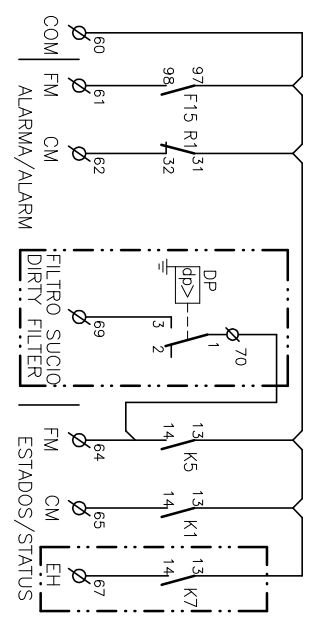 COM
60
FM
61
98
97
F15
CM
62
32
31
R1
ALARMA/ALARM
FILTRO SUCIO
DIRTY FILTER
69
3
2
1
70
DP
dp>
FM
64
14
13
K5
CM
65
14
13
K1
EH
67
14
13
K7
ESTADOS/STATUS